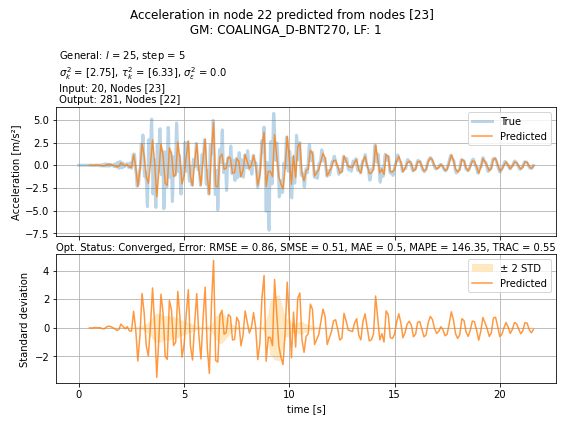 Acceleration in node 22 predicted from nodes [23]
GM: COALINGA_D-BNT270, LF: 1
General: l = 25, step = 5
σ²ₖ = [2.75], τ²ₖ = [6.33], σ²ε = 0.0
Input: 20, Nodes [23]
Output: 281, Nodes [22]
5.0
2.5
0.0
−2.5
−5.0
−7.5
Acceleration [m/s²]
True
Predicted
Opt. Status: Converged, Error: RMSE = 0.86, SMSE = 0.51, MAE = 0.5, MAPE = 146.35, TRAC = 0.55
4
2
0
−2
Standard deviation
± 2 STD
Predicted
0 5 10 15 20
time [s]